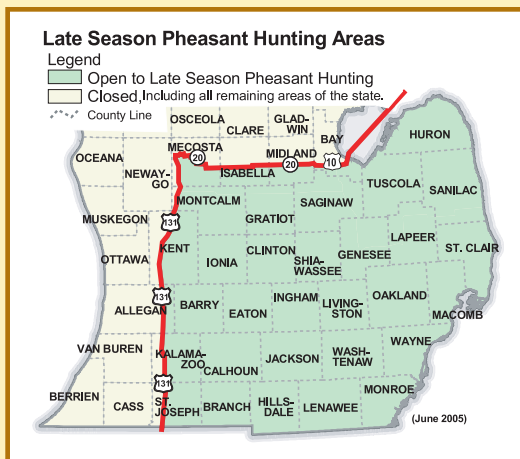 Late Season Pheasant Hunting Areas
Legend
Open to Late Season Pheasant Hunting
Closed, Including all remaining areas of the state.
County Line
OSCEOLA
CLARE
GLAD-
WIN
BAY
HURON
OCEANA
MECOSTA
20
MIDLAND
20
10
NEWAY-
GO
ISABELLA
TUSCOLA
SANILAC
MONTCALM
SAGINAW
MUSKEGON
131
GRATIOT
LAPEER
ST. CLAIR
OTTAWA
KENT
IONIA
CLINTON
SHIA-
WASSEE
GENESEE
131
ALLEGAN
BARRY
EATON
INGHAM
LIVING-
STON
OAKLAND
MACOMB
VAN BUREN
KALAMA-
ZOO
CALHOUN
JACKSON
WASH-
TENAW
WAYNE
131
BERRIEN
CASS
ST.
JOSEPH
BRANCH
HILLS-
DALE
LENAWEE
MONROE
(June 2005)